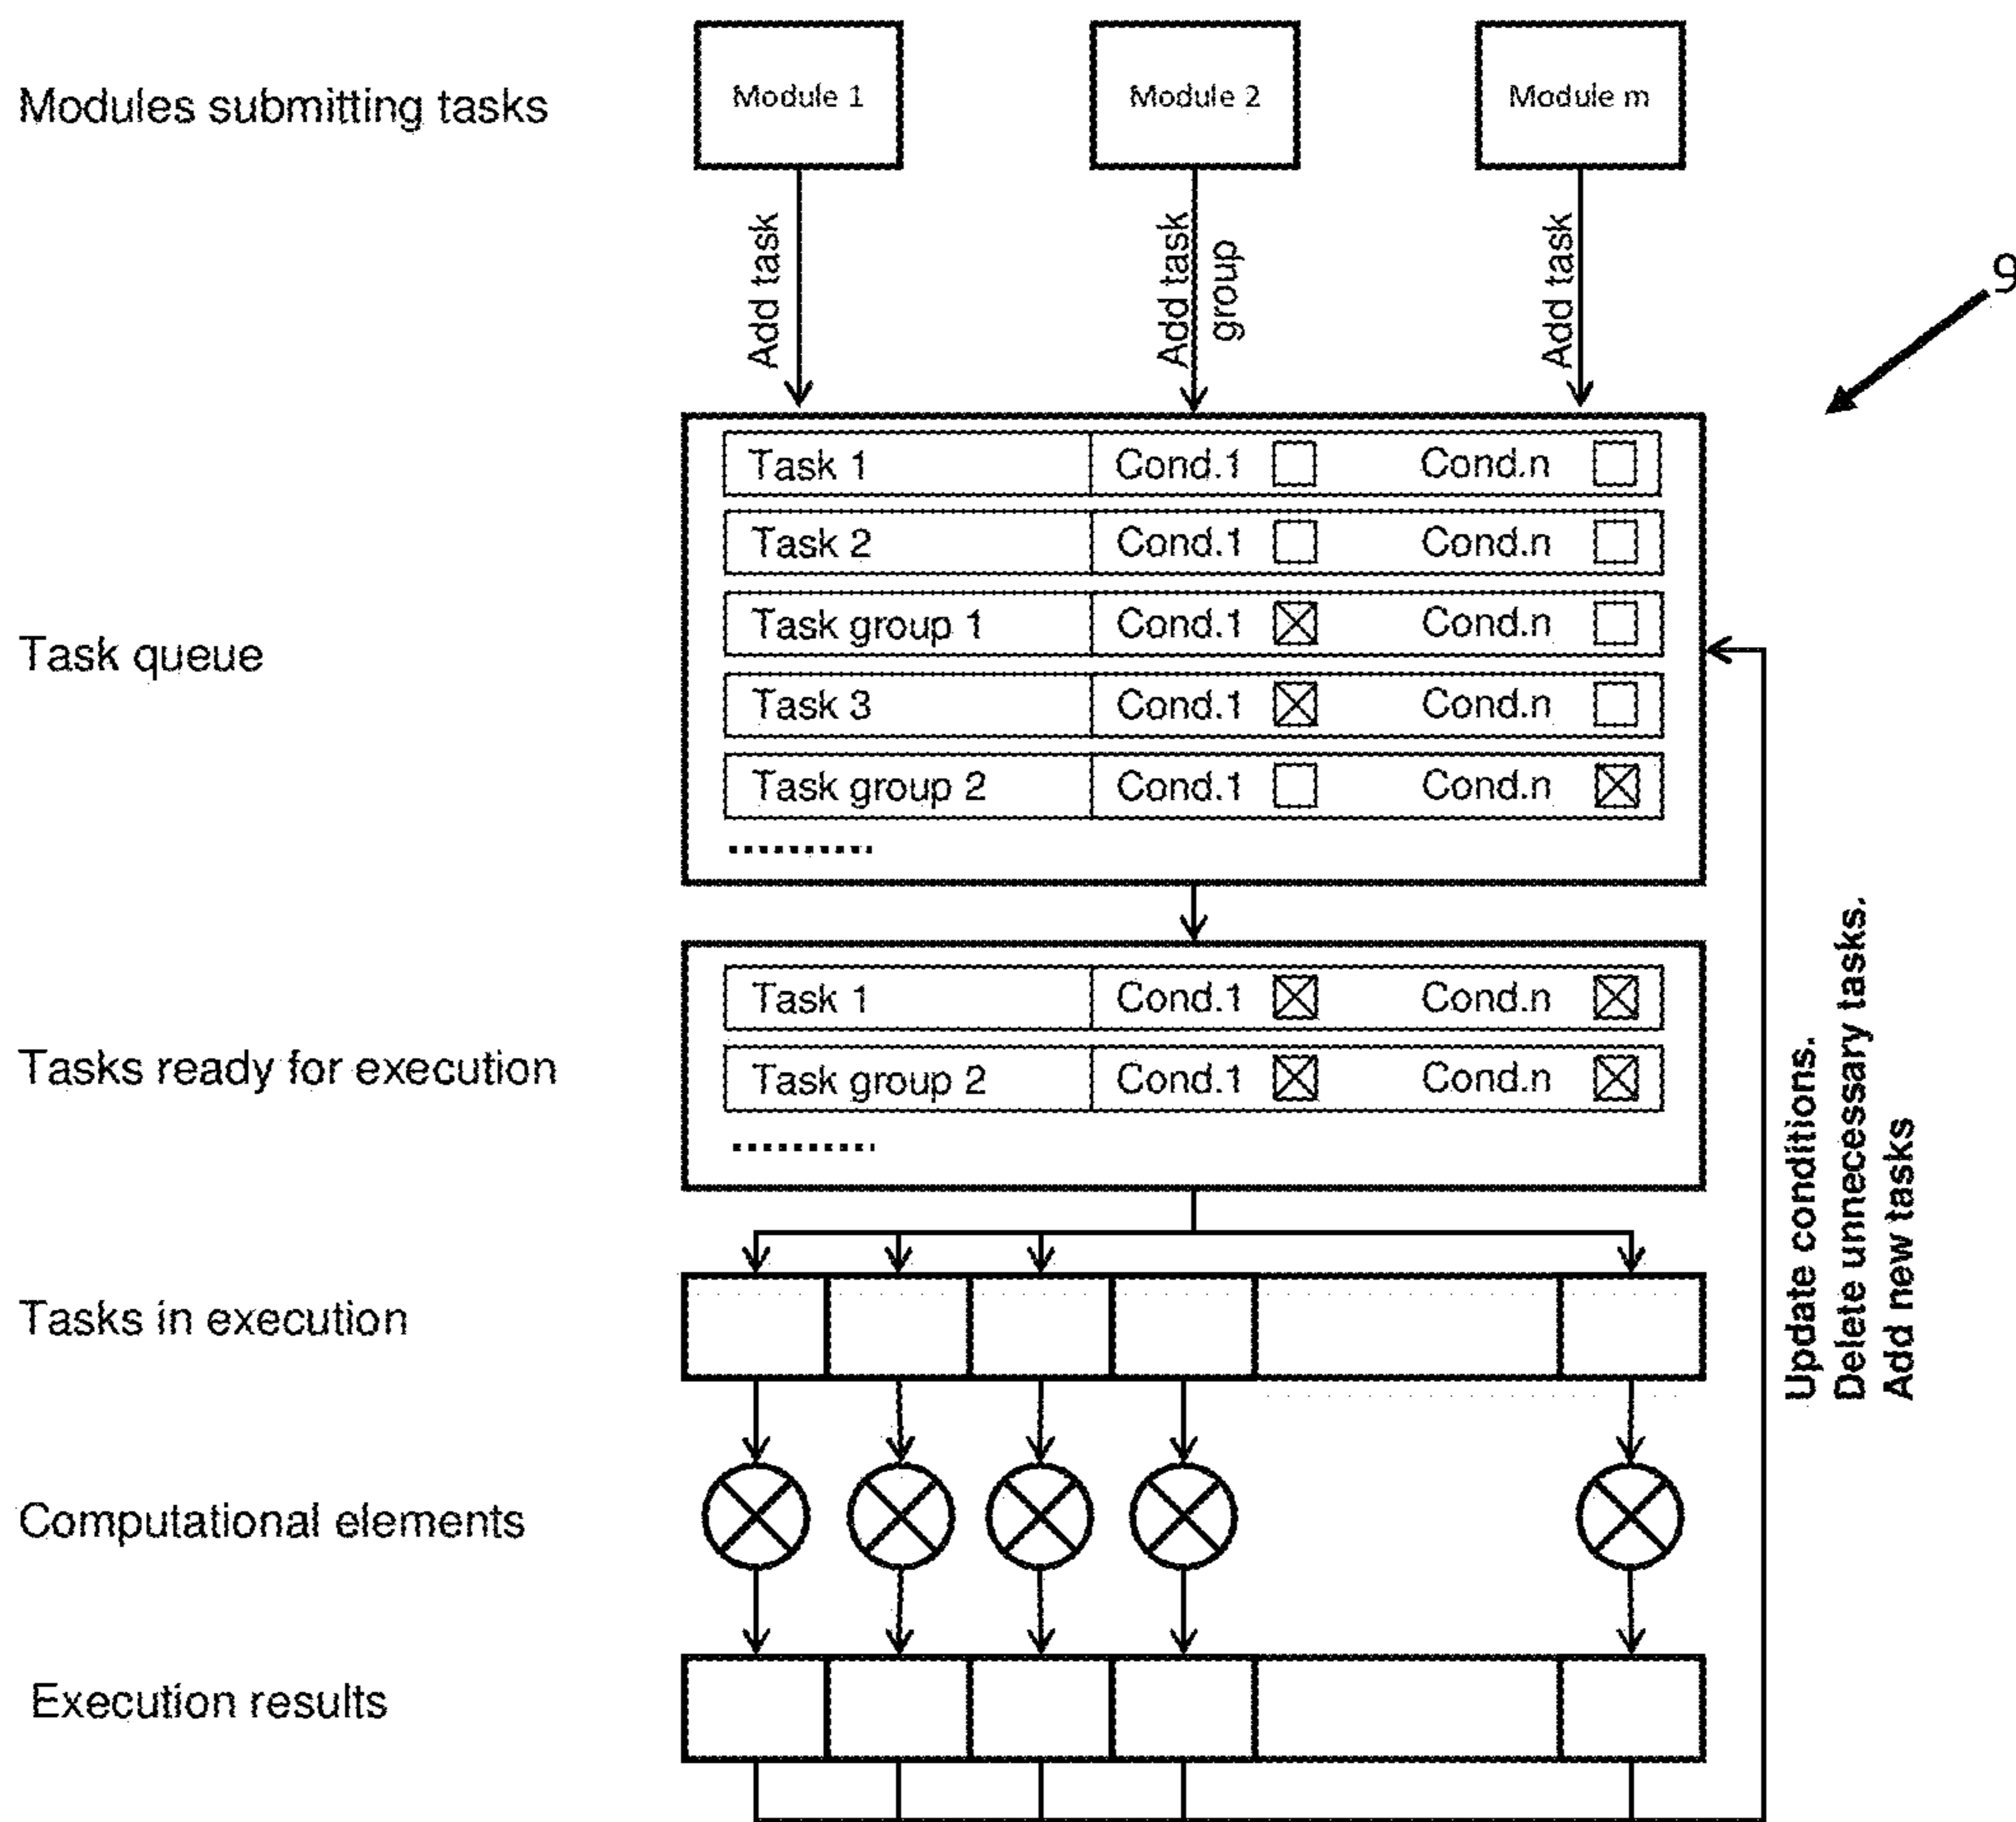 Modules submitting tasks
Module 1
Module 2
Module m
Add task
Add task
group
Add task
9
Task queue
Task 1 Cond.1 Cond.n
Task 2 Cond.1 Cond.n
Task group 1 Cond.1 Cond.n
Task 3 Cond.1 Cond.n
Task group 2 Cond.1 Cond.n
Tasks ready for execution
Task 1 Cond.1 Cond.n
Task group 2 Cond.1 Cond.n
Update conditions.
Delete unnecessary tasks.
Add new tasks
Tasks in execution
Computational elements
Execution results